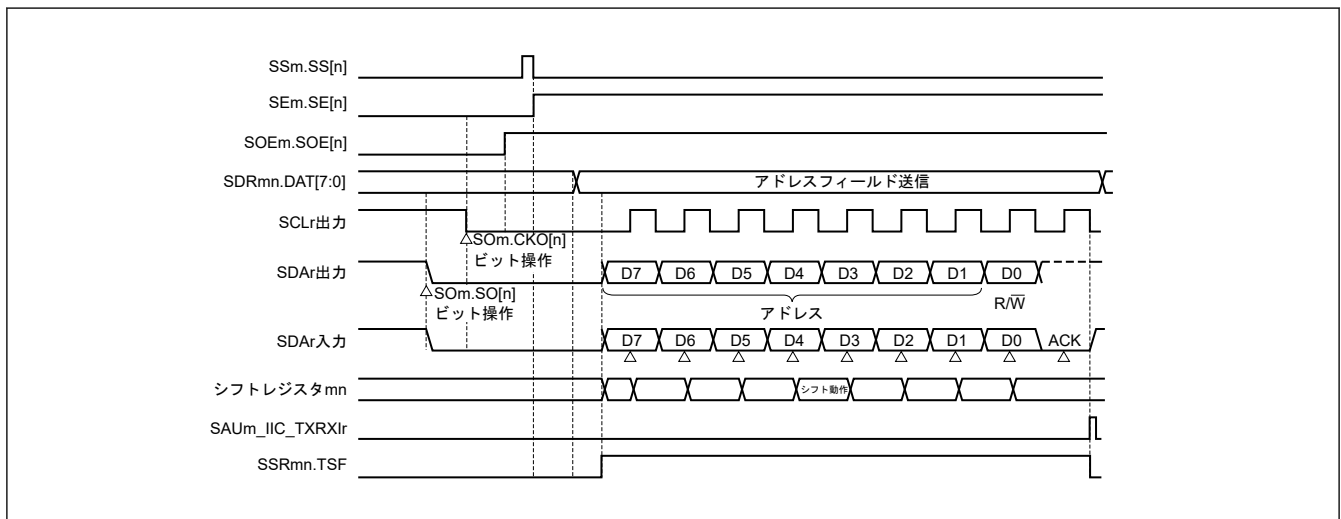 SSm.SS[n]
SEm.SE[n]
SOEm.SOE[n]
SDRmn.DAT[7:0]
アドレスフィールド送信
SCLr出力
SOm.CKO[n]
ビット操作
SDAr出力
D7 D6 D5 D4 D3 D2 D1 D0
SOm.SO[n]
ビット操作
アドレス
R/W̅
SDAr入力
D7 D6 D5 D4 D3 D2 D1 D0 ACK
シフトレジスタmn
シフト動作
SAUm_IIC_TXRXIr
SSRmn.TSF